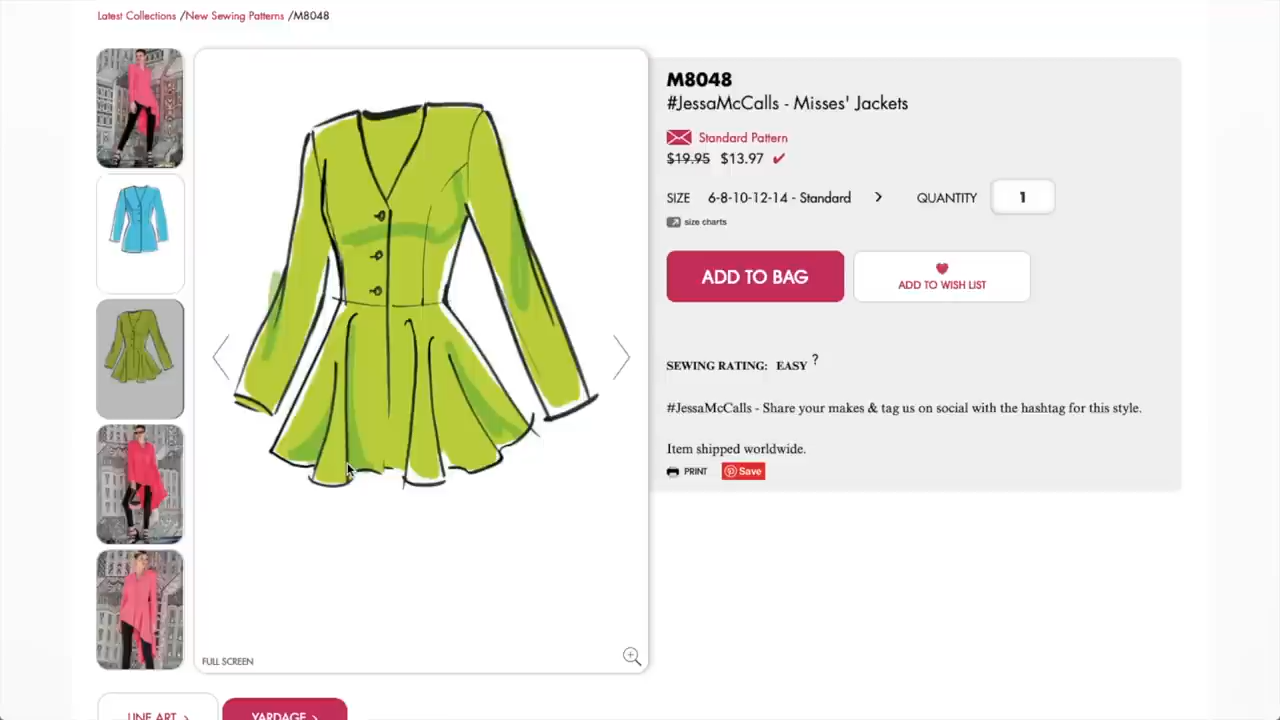 Latest Collections /New Sewing Patterns /M8048
M8048
#JessaMcCalls - Misses' Jackets
Standard Pattern
$19.95 $13.97
SIZE 6-8-10-12-14 - Standard > QUANTITY 1
size charts
ADD TO BAG
ADD TO WISH LIST
SEWING RATING: EASY ?
#JessaMcCalls - Share your makes & tag us on social with the hashtag for this style.
Item shipped worldwide.
PRINT Save
FULL SCREEN
LINE ART > YARDAGE >